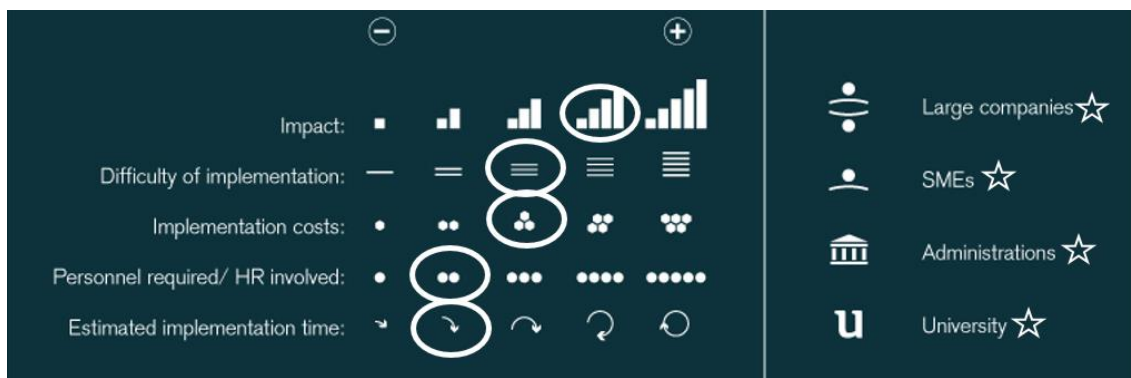 Impact:
Difficulty of implementation:
Implementation costs:
Personnel required/ HR involved:
Estimated implementation time:
Large companies
SMEs
Administrations
u University